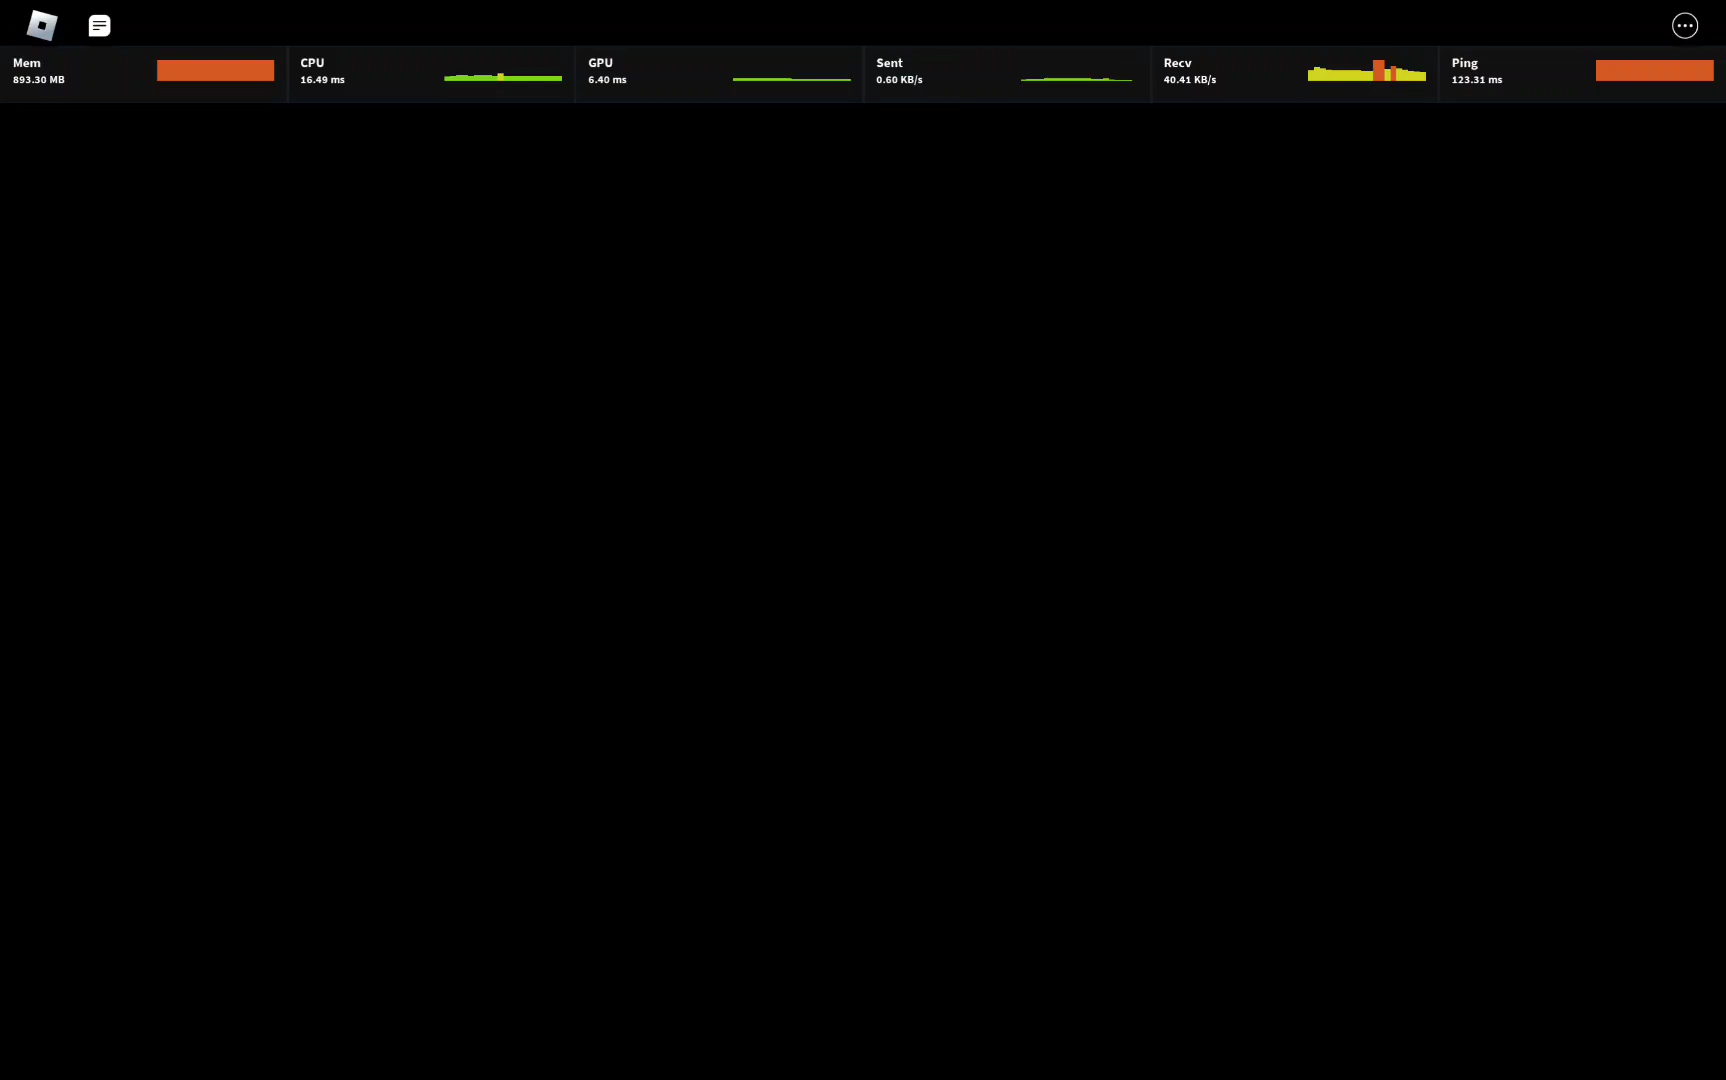 Mem
893.30 MB
CPU
16.49 ms
GPU
6.40 ms
Sent
0.60 KB/s
Recv
40.41 KB/s
Ping
123.31 ms